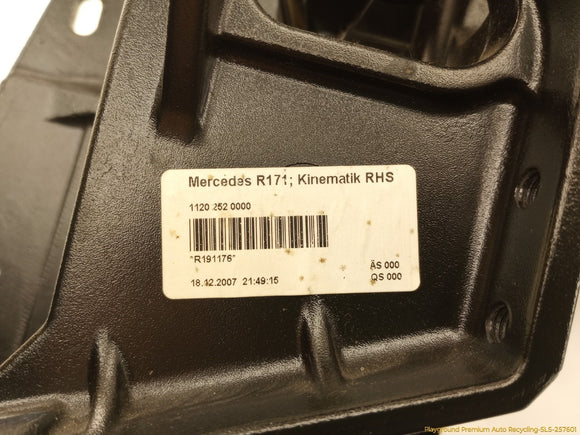 Mercedes R171; Kinematik RHS
1120 252 0000
*R191176*
ÄS 000
18.12.2007 21:49:15
QS 000
Playground Premium Auto Recycling-SLS-257601